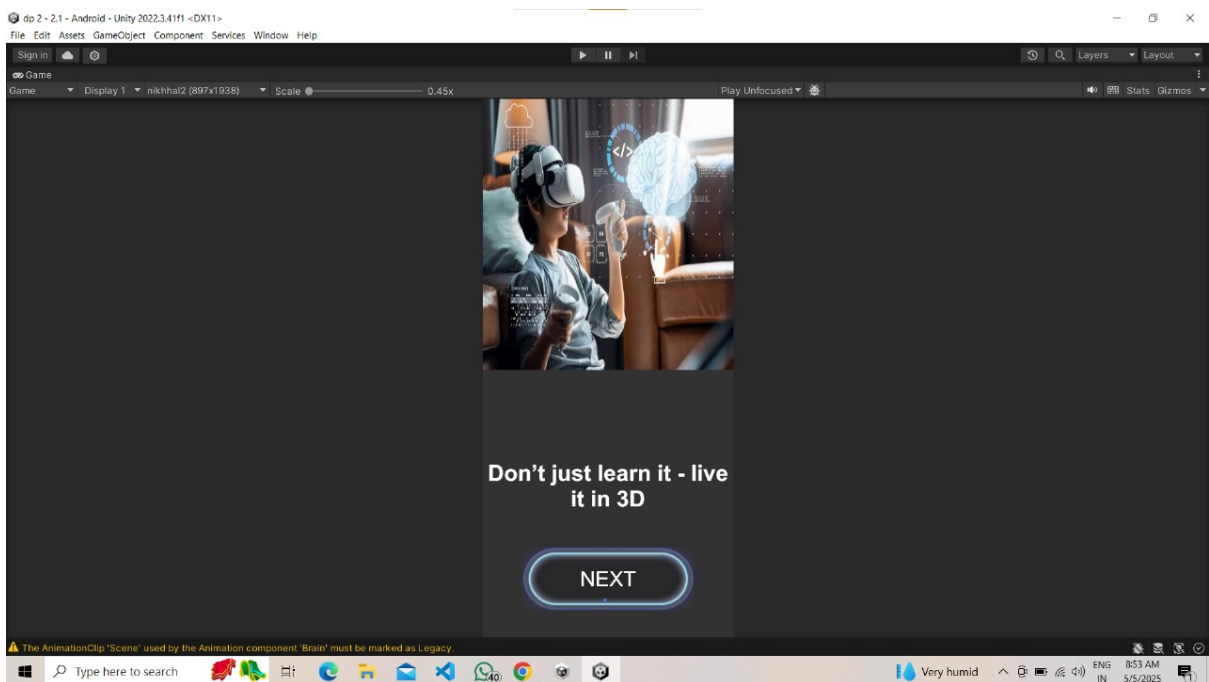 dp 2 - 2.1 - Android - Unity 2022.3.41f1 <DX11>
File Edit Assets GameObject Component Services Window Help
Sign in Layers Layout
Game
Game Display 1 nikhhal2 (897x1938) Scale 0.45x Play Unfocused Stats Gizmos
</>
Don't just learn it - live
it in 3D
NEXT
The AnimationClip 'Scene' used by the Animation component 'Brain' must be marked as Legacy.
Type here to search 40 Very humid ENG 8:53 AM
IN 5/5/2025